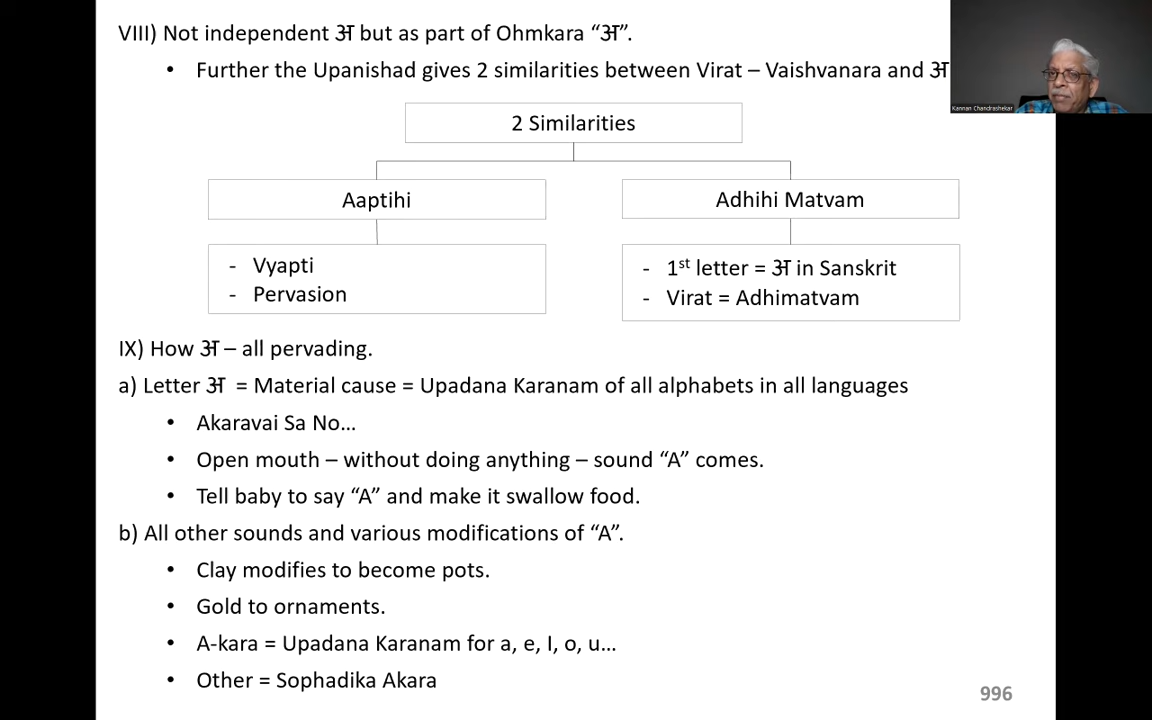 VIII) Not independent अ but as part of Ohmkara “अ”.
• Further the Upanishad gives 2 similarities between Virat – Vaishvanara and अ
Kannan Chandrashekar
2 Similarities
Aaptihi
Adhihi Matvam
- Vyapti
- Pervasion
- 1st letter = अ in Sanskrit
- Virat = Adhimatvam
IX) How अ – all pervading.
a) Letter अ = Material cause = Upadana Karanam of all alphabets in all languages
• Akaravai Sa No…
• Open mouth – without doing anything – sound “A” comes.
• Tell baby to say “A” and make it swallow food.
b) All other sounds and various modifications of “A”.
• Clay modifies to become pots.
• Gold to ornaments.
• A-kara = Upadana Karanam for a, e, I, o, u…
• Other = Sophadika Akara
996